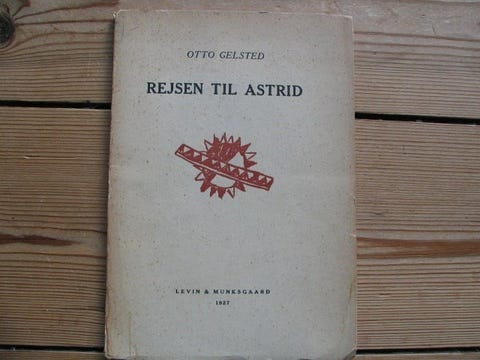 OTTO GELSTED
REJSEN TIL ASTRID
LEVIN & MUNKSGAARD
1927